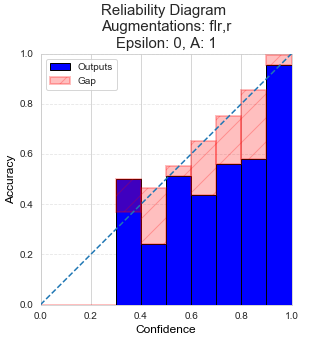 Reliability Diagram
Augmentations: flr,r
Epsilon: 0, A: 1
1.0
0.8
0.6
0.4
0.2
0.0
Accuracy
Outputs
Gap
0.0 0.2 0.4 0.6 0.8 1.0
Confidence